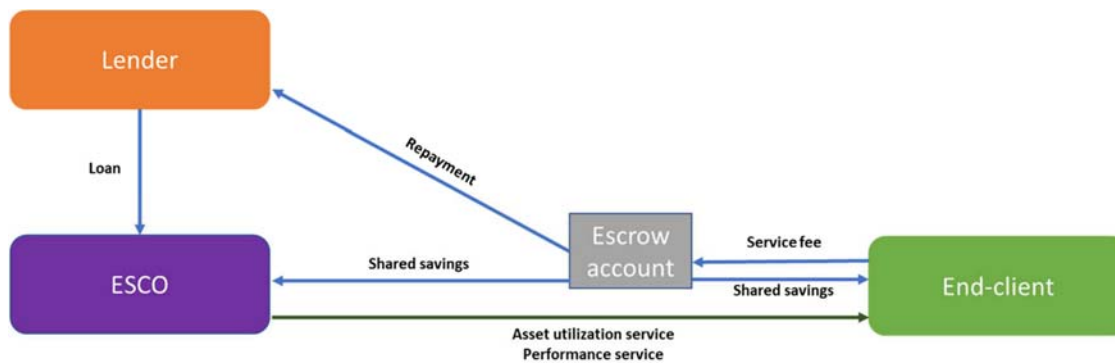 Lender
Repayment
Loan
Escrow
account
Service fee
Shared savings
Shared savings
ESCO
End-client
Asset utilization service
Performance service